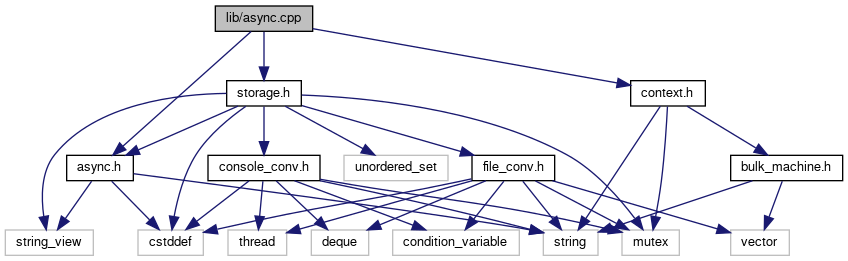 lib/async.cpp
storage.h
context.h
async.h
console_conv.h
unordered_set
file_conv.h
bulk_machine.h
string_view
cstddef
thread
deque
condition_variable
string
mutex
vector